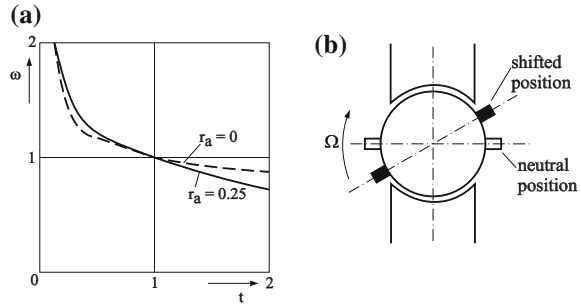 (a)
2
ω
1
0
1
2
t
r_a = 0
r_a = 0.25
(b)
Ω
shifted
position
neutral
position